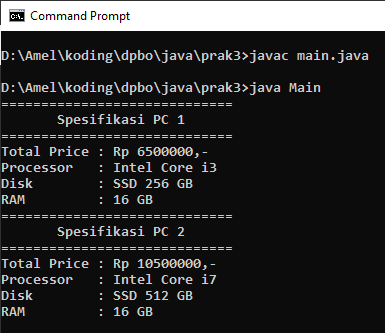 Command Prompt
D:\Amel\koding\dpbo\java\prak3>javac main.java
D:\Amel\koding\dpbo\java\prak3>java Main
=============================
       Spesifikasi PC 1
=============================
Total Price : Rp 6500000,-
Processor   : Intel Core i3
Disk        : SSD 256 GB
RAM         : 16 GB
=============================
       Spesifikasi PC 2
=============================
Total Price : Rp 10500000,-
Processor   : Intel Core i7
Disk        : SSD 512 GB
RAM         : 16 GB